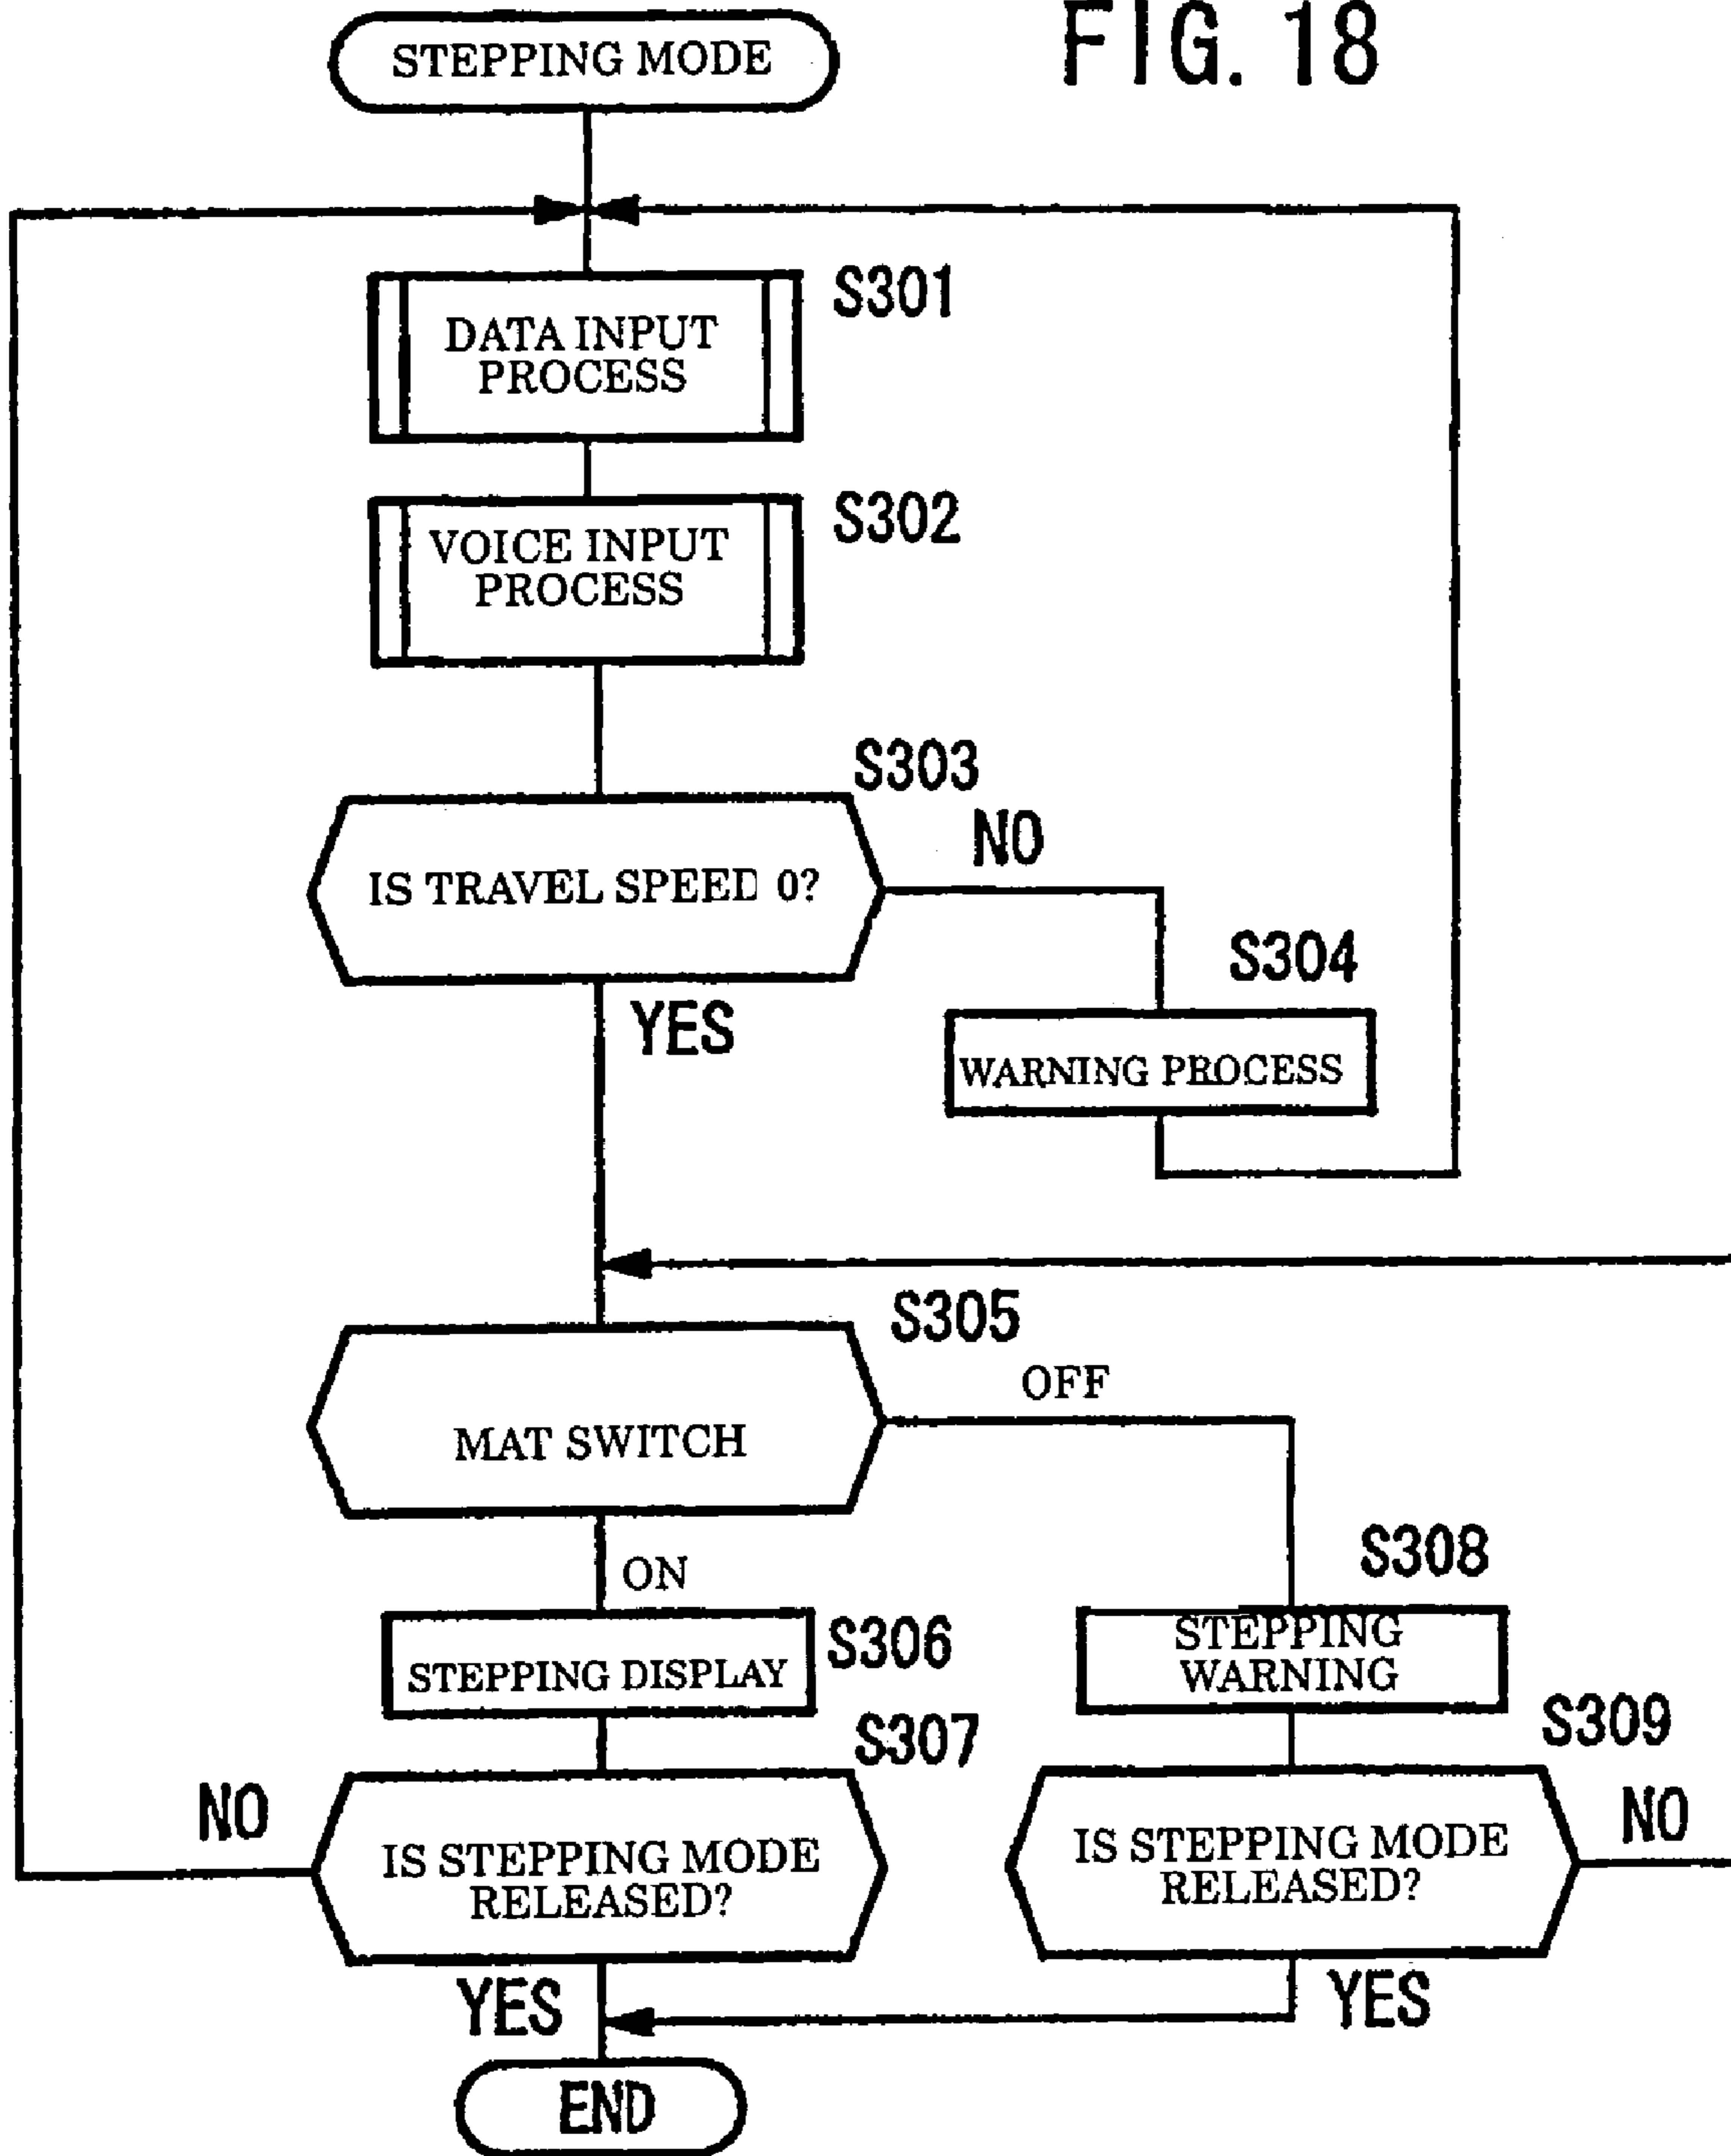 FIG. 18
STEPPING MODE
S301
DATA INPUT
PROCESS
S302
VOICE INPUT
PROCESS
S303
IS TRAVEL SPEED 0?
NO
YES
S304
WARNING PROCESS
S305
MAT SWITCH
OFF
ON
S306
STEPPING DISPLAY
S308
STEPPING
WARNING
S307
IS STEPPING MODE
RELEASED?
NO
YES
S309
IS STEPPING MODE
RELEASED?
NO
YES
END